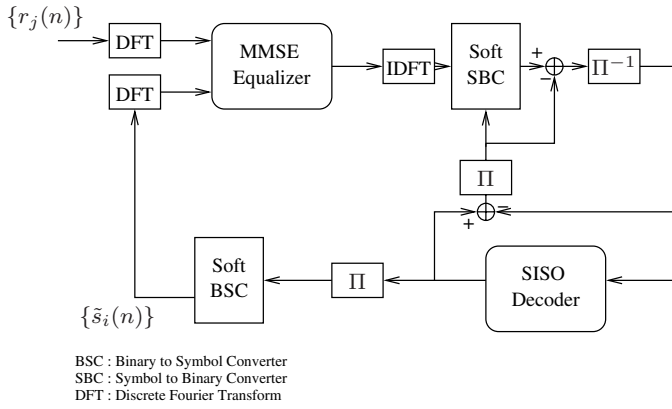 {r_j(n)}
DFT
MMSE
Equalizer
IDFT
Soft
SBC
+
−
Π⁻¹
DFT
Π
+
−
Soft
BSC
Π
SISO
Decoder
{s̃_i(n)}
BSC : Binary to Symbol Converter
SBC : Symbol to Binary Converter
DFT : Discrete Fourier Transform